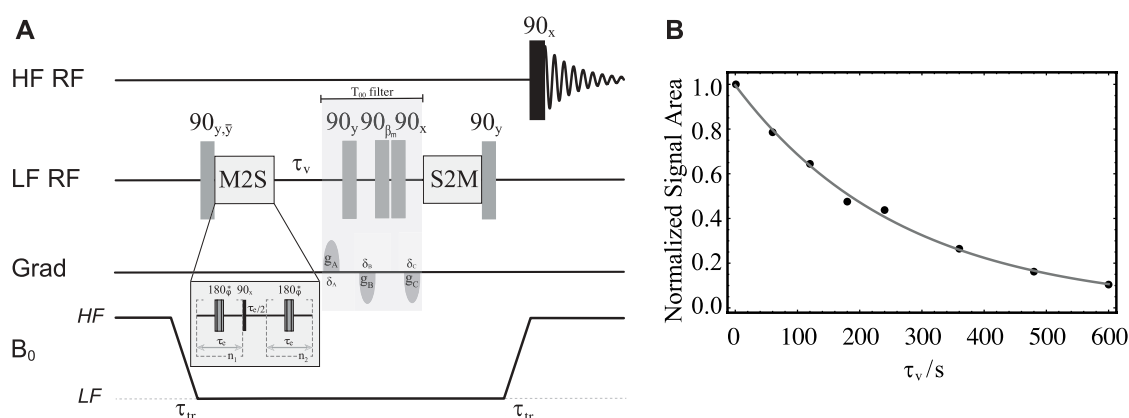 A
90x
HF RF
T00 filter
90y,ȳ
90y
90βm
90x
90y
LF RF
M2S
τv
S2M
Grad
gA
δA
δB
gB
δC
gC
180φ̂ 90x
τe/2
180φ̂
τe
n1
τe
n2
HF
B0
LF
τtr
τtr
B
Normalized Signal Area
1.0
0.8
0.6
0.4
0.2
0.0
0 100 200 300 400 500 600
τv/s